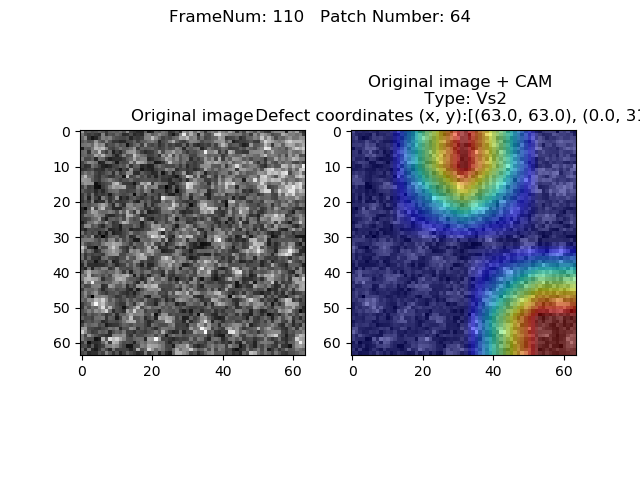 FrameNum: 110   Patch Number: 64
Original image + CAM
Type: Vs2
Original image
Defect coordinates (x, y):[(63.0, 63.0), (0.0, 31
0
10
20
30
40
50
60
0 20 40 60
0
10
20
30
40
50
60
0 20 40 60